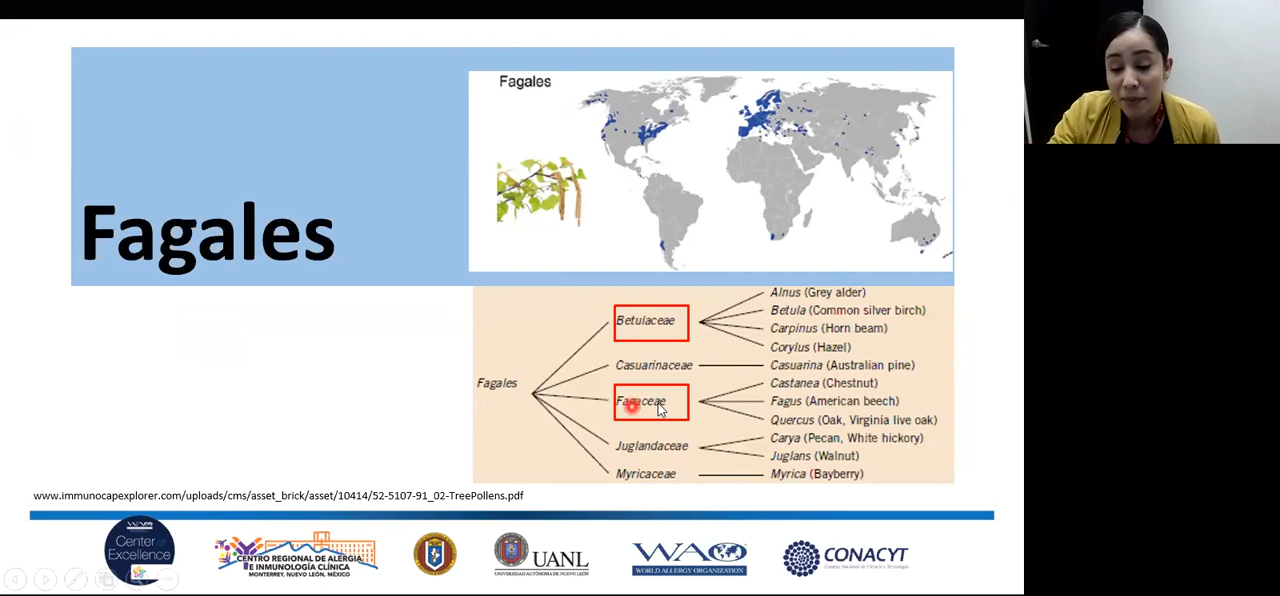 Fagales
Fagales
Fagales
Betulaceae
Casuarinaceae
Fagaceae
Juglandaceae
Myricaceae
Alnus (Grey alder)
Betula (Common silver birch)
Carpinus (Horn beam)
Corylus (Hazel)
Casuarina (Australian pine)
Castanea (Chestnut)
Fagus (American beech)
Quercus (Oak, Virginia live oak)
Carya (Pecan, White hickory)
Juglans (Walnut)
Myrica (Bayberry)
www.immunocapexplorer.com/uploads/cms/asset_brick/asset/10414/52-5107-91_02-TreePollens.pdf
WAO
Center of
Excellence
CENTRO REGIONAL DE ALERGIA
E INMUNOLOGÍA CLÍNICA
MONTERREY, NUEVO LEÓN, MÉXICO
UANL
UNIVERSIDAD AUTÓNOMA DE NUEVO LEÓN
WAO
WORLD ALLERGY ORGANIZATION
CONACYT
Consejo Nacional de Ciencia y Tecnología